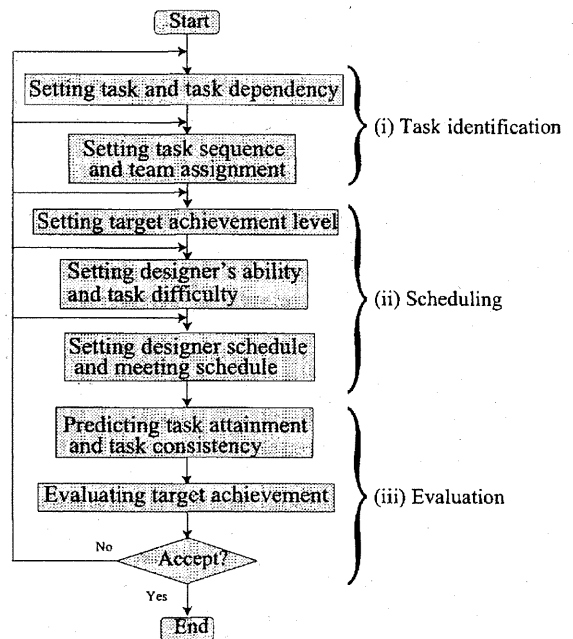 Start
Setting task and task dependency
Setting task sequence
and team assignment
(i) Task identification
Setting target achievement level
Setting designer's ability
and task difficulty
(ii) Scheduling
Setting designer schedule
and meeting schedule
Predicting task attainment
and task consistency
Evaluating target achievement
(iii) Evaluation
No
Accept?
Yes
End